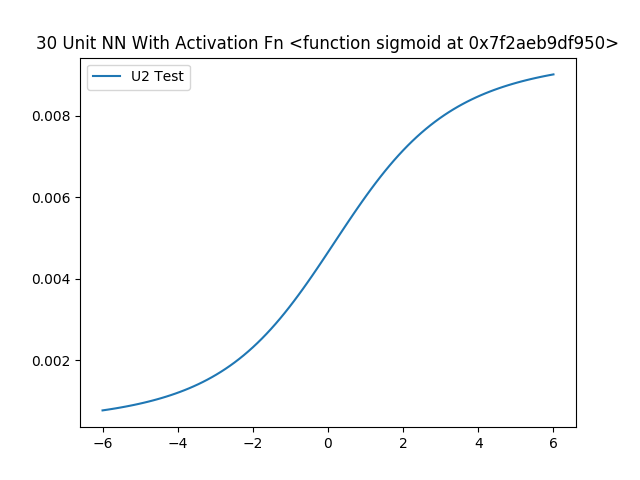 30 Unit NN With Activation Fn <function sigmoid at 0x7f2aeb9df950>
U2 Test
0.008
0.006
0.004
0.002
−6 −4 −2 0 2 4 6